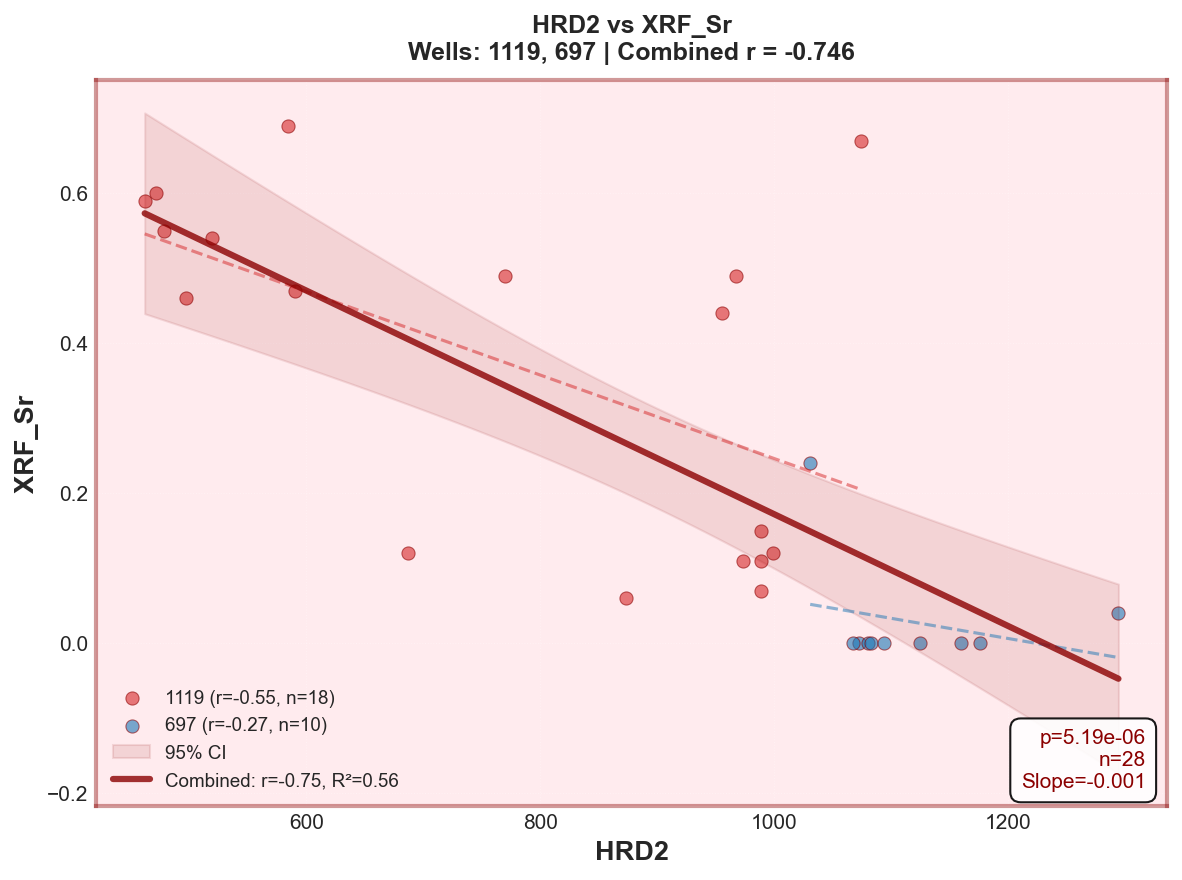 HRD2 vs XRF_Sr
Wells: 1119, 697 | Combined r = -0.746
XRF_Sr
0.6
0.4
0.2
0.0
−0.2
1119 (r=-0.55, n=18)
697 (r=-0.27, n=10)
95% CI
Combined: r=-0.75, R²=0.56
p=5.19e-06
n=28
Slope=-0.001
600
800
1000
1200
HRD2